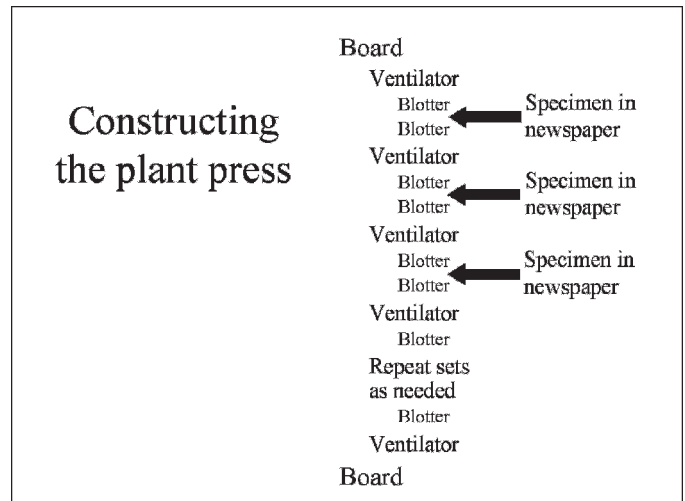 Constructing
the plant press
Board
Ventilator
Blotter
Blotter
Specimen in
newspaper
Ventilator
Blotter
Blotter
Specimen in
newspaper
Ventilator
Blotter
Blotter
Specimen in
newspaper
Ventilator
Blotter
Repeat sets
as needed
Blotter
Ventilator
Board